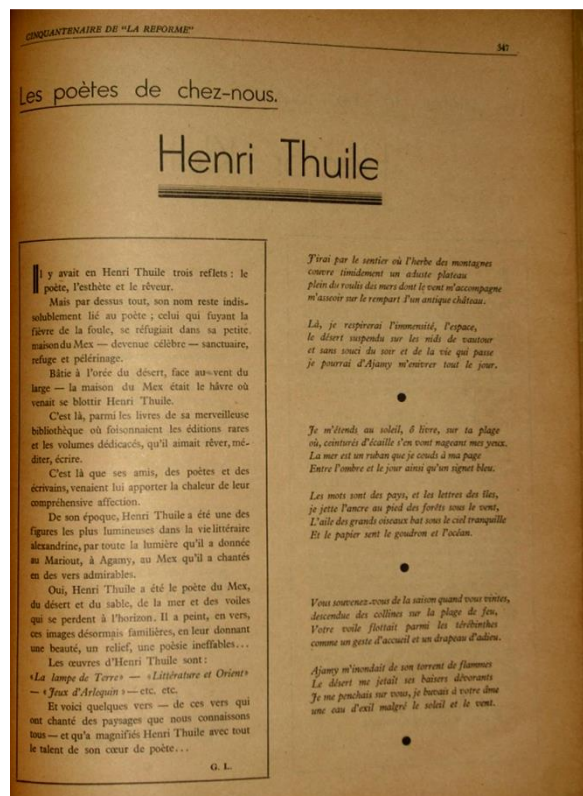 CINQUANTENAIRE DE "LA REFORME"
347
Les poètes de chez-nous.
Henri Thuile
Il y avait en Henri Thuile trois reflets : le
poète, l'esthète et le rêveur.
Mais par dessus tout, son nom reste indis-
solublement lié au poète ; celui qui fuyant la
fièvre de la foule, se réfugiait dans sa petite
maison du Mex — devenue célèbre — sanctuaire,
refuge et pélérinage.
Bâtie à l'orée du désert, face au vent du
large — la maison du Mex était le hâvre où
venait se blottir Henri Thuile.
C'est là, parmi les livres de sa merveilleuse
bibliothèque où foisonnaient les éditions rares
et les volumes dédicacés, qu'il aimait rêver, mé-
diter, écrire.
C'est là que ses amis, des poètes et des
écrivains, venaient lui apporter la chaleur de leur
compréhensive affection.
De son époque, Henri Thuile a été une des
figures les plus lumineuses dans la vie littéraire
alexandrine, par toute la lumière qu'il a donnée
au Mariout, à Agamy, au Mex qu'il a chantés
en des vers admirables.
Oui, Henri Thuile a été le poète du Mex,
du désert et du sable, de la mer et des voiles
qui se perdent à l'horizon. Il a peint, en vers,
ces images désormais familières, en leur donnant
une beauté, un relief, une poèsie ineffables...
Les œuvres d'Henri Thuile sont :
«La lampe de Terre» — «Littérature et Orient»
— «Jeux d'Arlequin » — etc. etc.
Et voici quelques vers — de ces vers qui
ont chanté des paysages que nous connaissons
tous — et qu'a magnifiés Henri Thuile avec tout
le talent de son cœur de poète...
G. L.
J'irai par le sentier où l'herbe des montagnes
couvre timidement un aduste plateau
plein du roulis des mers dont le vent m'accompagne
m'asseoir sur le rempart d'un antique château.
Là, je respirerai l'immensité, l'espace,
le désert suspendu sur les nids de vautour
et sans souci du soir et de la vie qui passe
je pourrai d'Ajamy m'enivrer tout le jour.
Je m'étends au soleil, ô livre, sur ta plage
où, ceinturés d'écaille s'en vont nageant mes yeux.
La mer est un ruban que je couds à ma page
Entre l'ombre et le jour ainsi qu'un signet bleu.
Les mots sont des pays, et les lettres des îles,
je jette l'ancre au pied des forêts sous le vent,
L'aile des grands oiseaux bat sous le ciel tranquille
Et le papier sent le goudron et l'océan.
Vous souvenez-vous de la saison quand vous vintes,
descendue des collines sur la plage de feu,
Votre voile flottait parmi les térébinthes
comme un geste d'accueil et un drapeau d'adieu.
Ajamy m'inondait de son torrent de flammes
Le désert me jetait ses baisers dévorants
Je me penchais sur vous, je buvais à votre âme
une eau d'exil malgré le soleil et le vent.